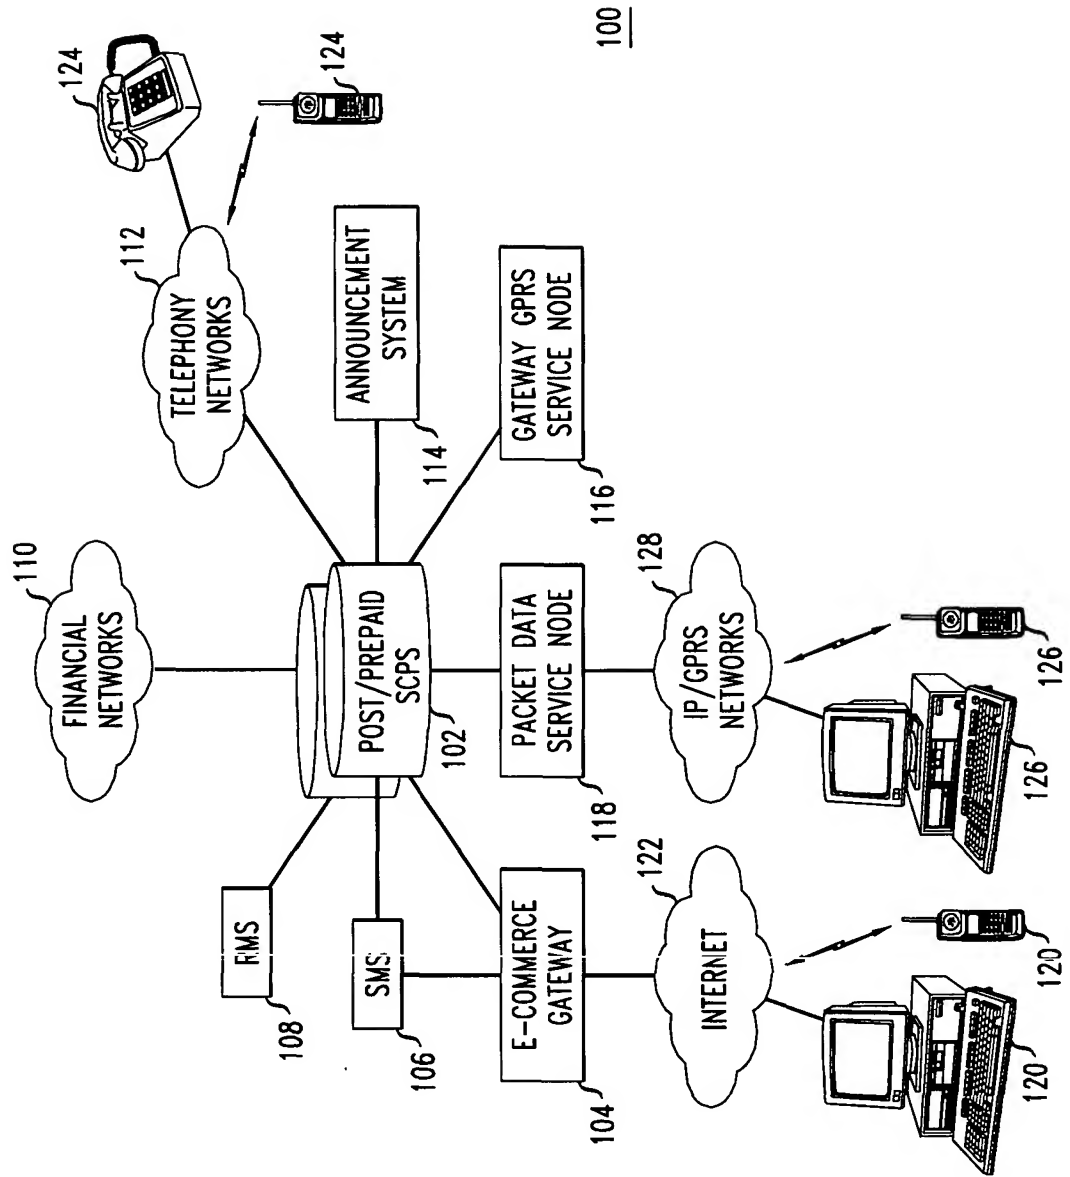 100
124
124
112
TELEPHONY
NETWORKS
110
FINANCIAL
NETWORKS
ANNOUNCEMENT
SYSTEM
114
GATEWAY GPRS
SERVICE NODE
116
POST/PREPAID
SCPS
102
PACKET DATA
SERVICE NODE
118
128
IP/GPRS
NETWORKS
126
126
RMS
108
SMS
106
E-COMMERCE
GATEWAY
104
122
INTERNET
120
120